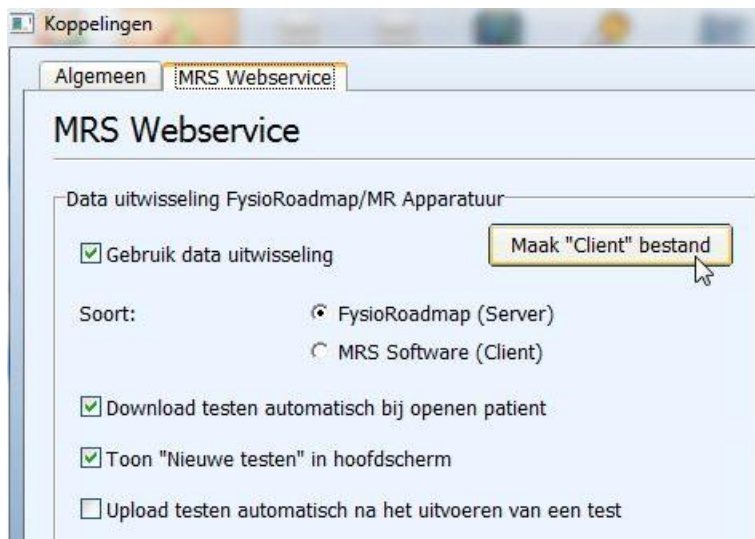 Koppelingen
Algemeen MRS Webservice
MRS Webservice
Data uitwisseling FysioRoadmap/MR Apparatuur
Gebruik data uitwisseling Maak "Client" bestand
Soort: FysioRoadmap (Server)
MRS Software (Client)
Download testen automatisch bij openen patient
Toon "Nieuwe testen" in hoofdscherm
Upload testen automatisch na het uitvoeren van een test